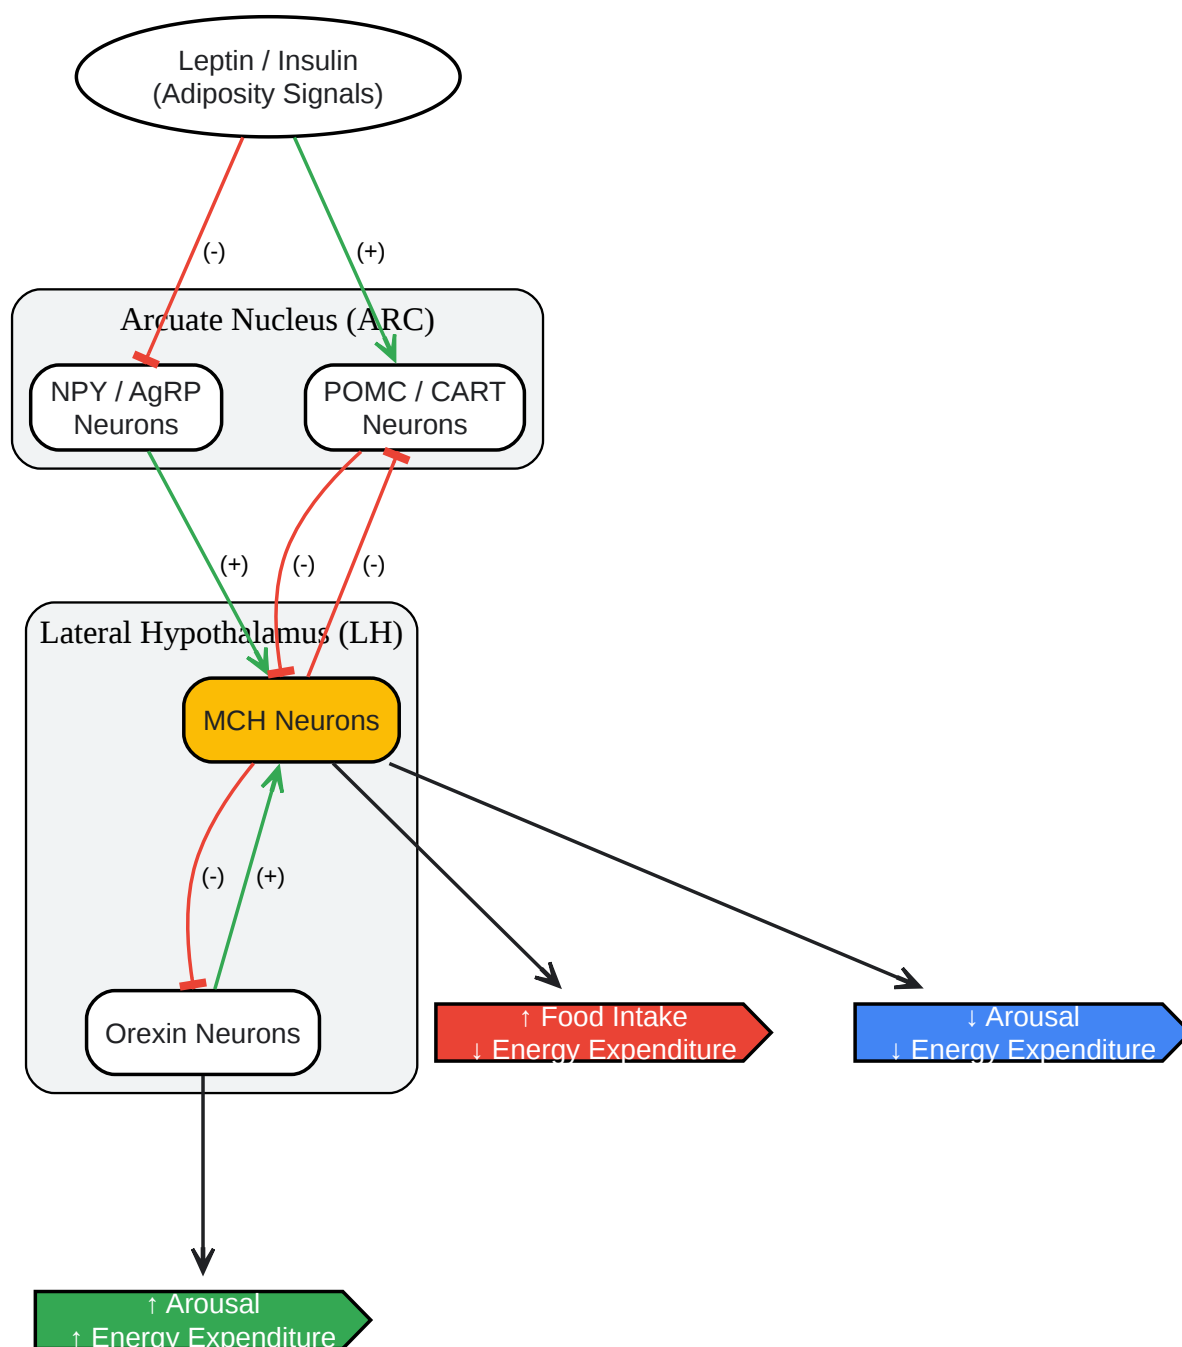 Leptin / Insulin
(Adiposity Signals)
(-)
(+)
Arcuate Nucleus (ARC)
NPY / AgRP
Neurons
POMC / CART
Neurons
(+)
(-)
(-)
Lateral Hypothalamus (LH)
MCH Neurons
(-)
(+)
Orexin Neurons
↑ Food Intake
↓ Energy Expenditure
↓ Arousal
↓ Energy Expenditure
↑ Arousal
↑ Energy Expenditure